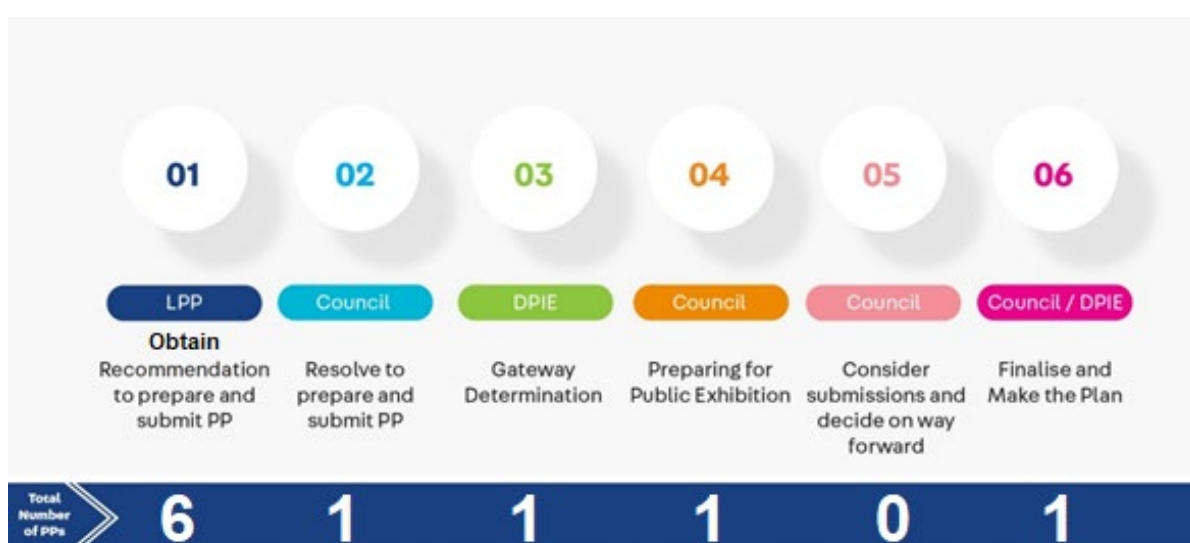 01 02 03 04 05 06
LPP Council DPIE Council Council Council / DPIE
Obtain
Recommendation
to prepare and
submit PP
Resolve to
prepare and
submit PP
Gateway
Determination
Preparing for
Public Exhibition
Consider
submissions and
decide on way
forward
Finalise and
Make the Plan
Total
Number
of PPs
6 1 1 1 0 1